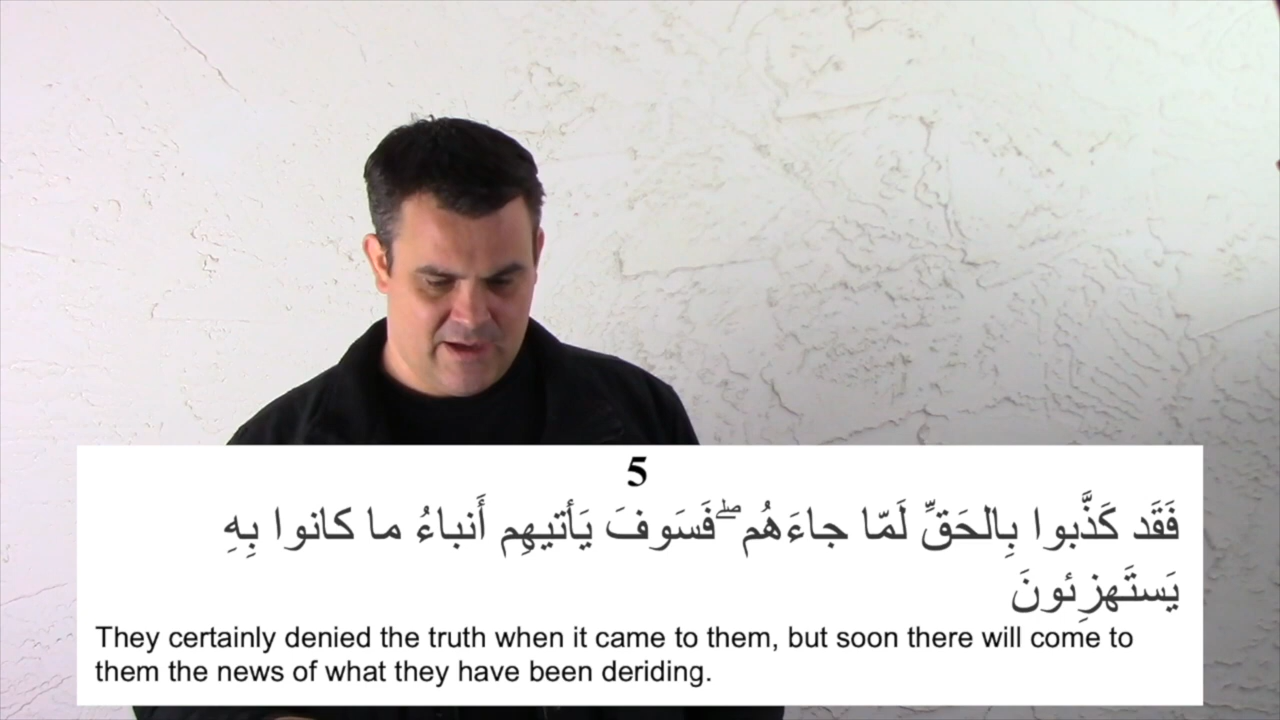 5
فَقَد كَذَّبوا بِالحَقِّ لَمّا جاءَهُم ۖ فَسَوفَ يَأتيهِم أَنباءُ ما كانوا بِهِ
يَستَهزِئونَ
They certainly denied the truth when it came to them, but soon there will come to
them the news of what they have been deriding.